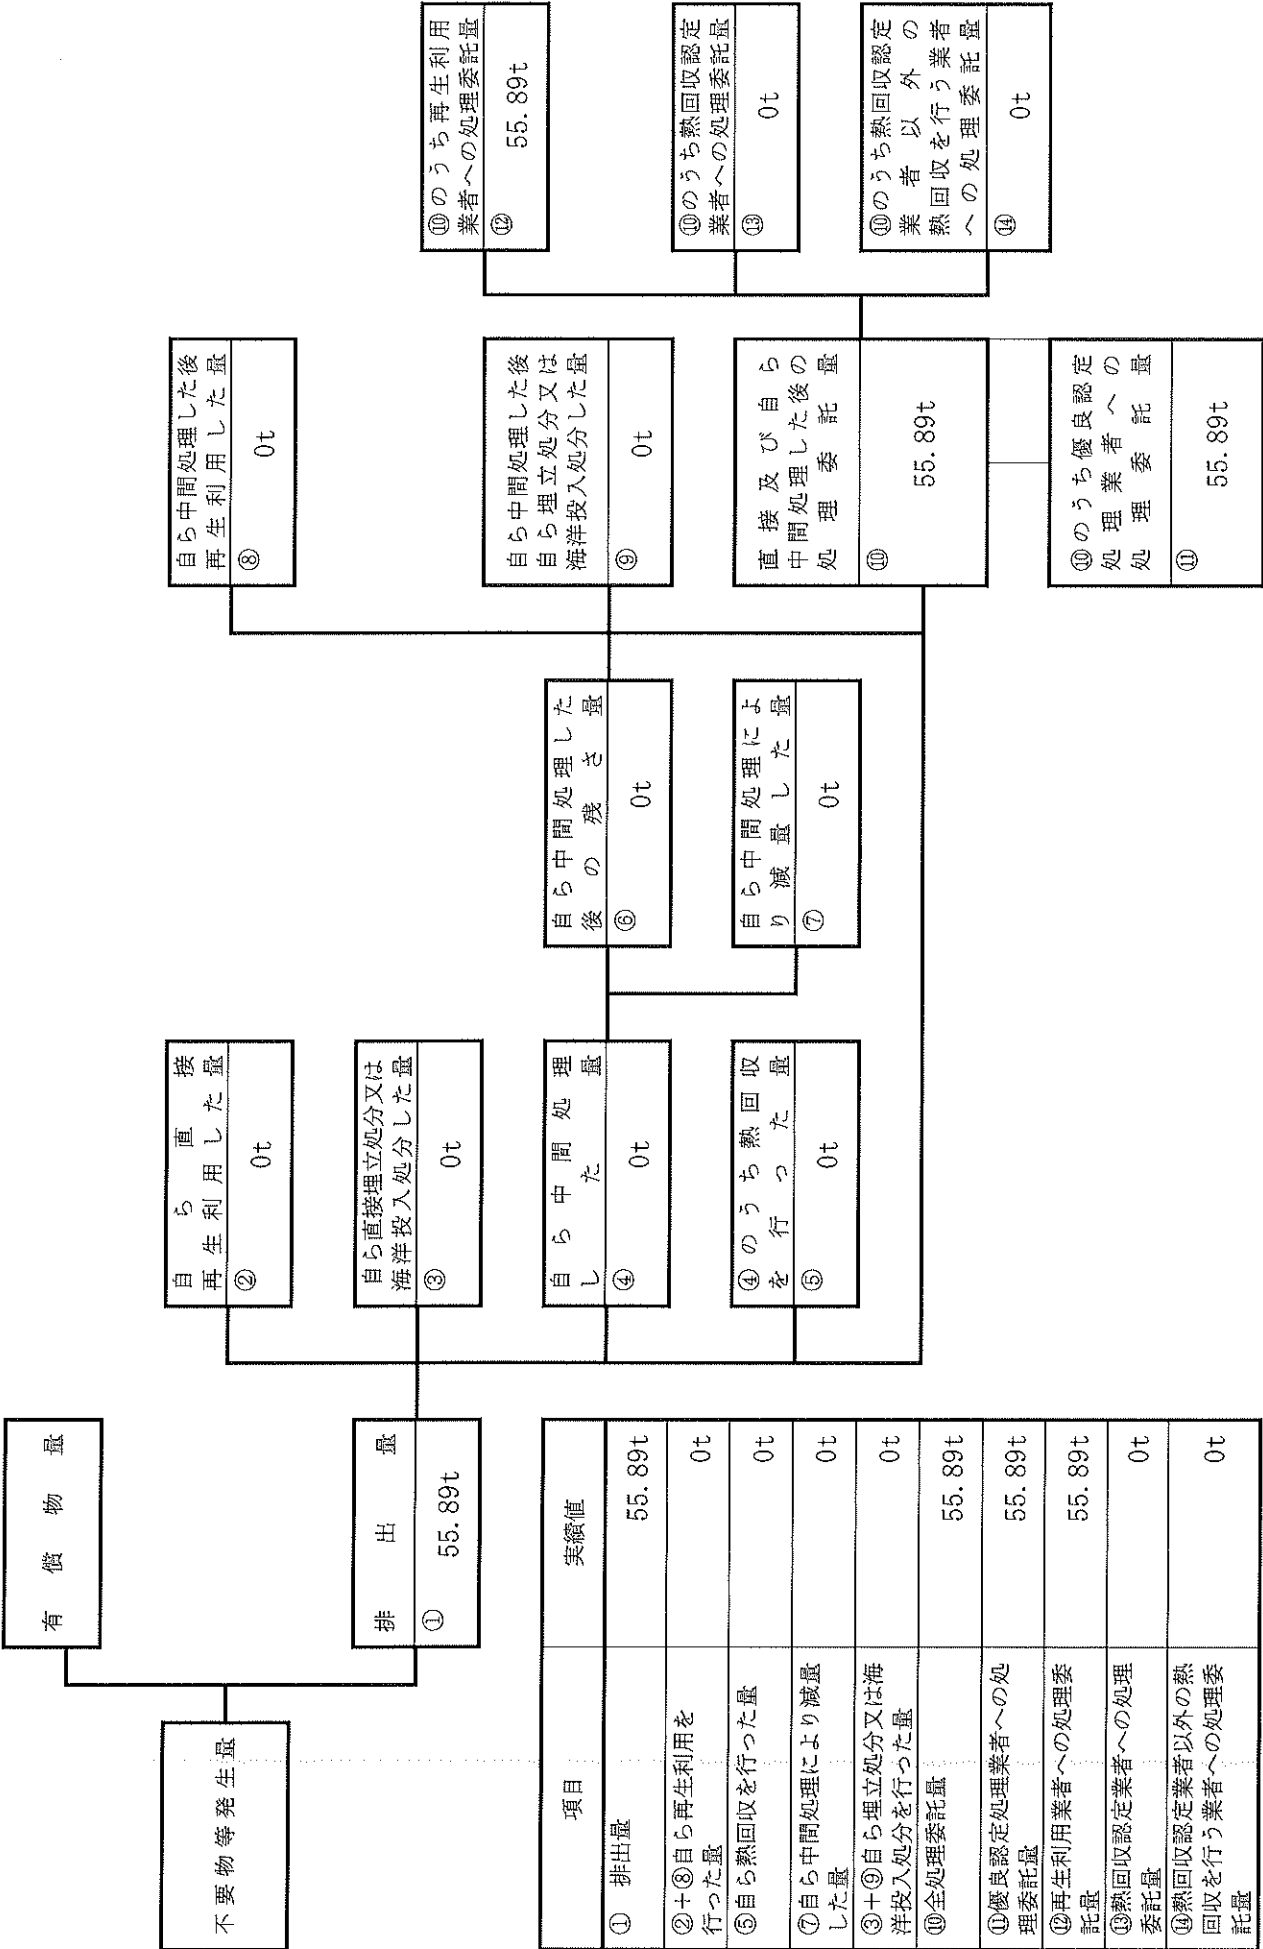 不要物等発生量
有償物量
排出量
① 55.89t
自ら直接
再生利用した量
② 0t
自ら直接埋立処分又は
海洋投入処分した量
③ 0t
自ら中間処理
した量
④ 0t
④のうち熱回収
を行った量
⑤ 0t
自ら中間処理した
後の残さ量
⑥ 0t
自ら中間処理によ
り減量した量
⑦ 0t
自ら中間処理した後
再生利用した量
⑧ 0t
自ら中間処理した後
自ら埋立処分又は
海洋投入処分した量
⑨ 0t
直接及び自ら
中間処理した後の
処理委託量
⑩ 55.89t
⑩のうち優良認定
処理業者への
処理委託量
⑪ 55.89t
⑩のうち再生利用
業者への処理委託量
⑫ 55.89t
⑩のうち熱回収認定
業者への処理委託量
⑬ 0t
⑩のうち熱回収認定
業者以外の
熱回収を行う業者
への処理委託量
⑭ 0t
項目 実績値
① 排出量 55.89t
②+⑧自ら再生利用を
行った量 0t
⑤自ら熱回収を行った量 0t
⑦自ら中間処理により減量
した量 0t
③+⑨自ら埋立処分又は海
洋投入処分を行った量 0t
⑩全処理委託量 55.89t
⑪優良認定処理業者への処
理委託量 55.89t
⑫再生利用業者への処理委
託量 55.89t
⑬熱回収認定業者への処理
委託量 0t
⑭熱回収認定業者以外の熱
回収を行う業者への処理委
託量 0t